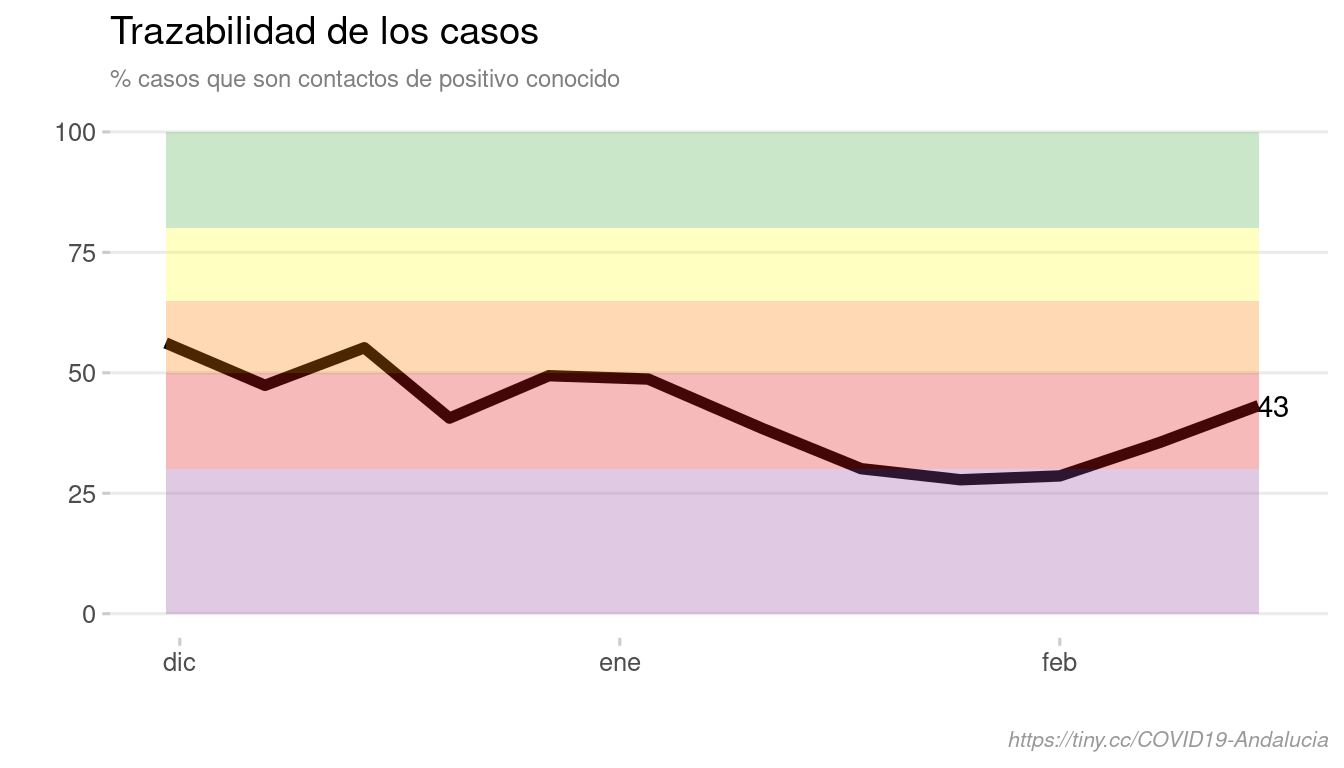 Trazabilidad de los casos
% casos que son contactos de positivo conocido
100
75
50
43
25
0
dic ene feb
https://tiny.cc/COVID19-Andalucia